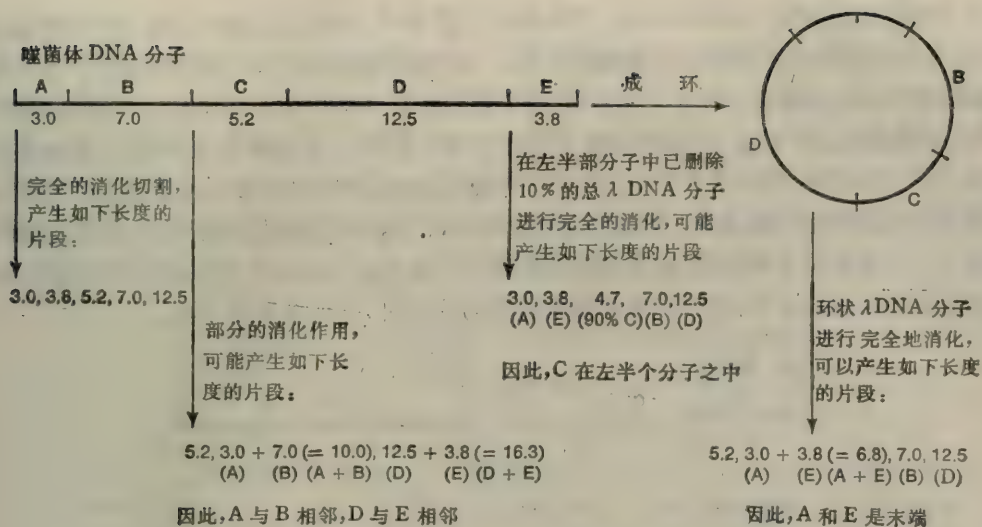 噬菌体 DNA 分子
A B C D E
3.0 7.0 5.2 12.5 3.8
成 环
B
D
C
完全的消化切割,
产生如下长度的
片段:
3.0, 3.8, 5.2, 7.0, 12.5
部分的消化作用,
可能产生如下长
度的片段:
5.2, 3.0 + 7.0 (= 10.0), 12.5 + 3.8 (= 16.3)
(A) (B) (A + B) (D) (E) (D + E)
因此, A 与 B 相邻, D 与 E 相邻
在左半部分子中已删除
10% 的总 λ DNA 分子
进行完全的消化, 可能
产生如下长度的片段
3.0, 3.8, 4.7, 7.0, 12.5
(A) (E) (90% C) (B) (D)
因此, C 在左半个分子之中
环状 λ DNA 分子
进行完全地消化,
可以产生如下长度
的片段:
5.2, 3.0 + 3.8 (= 6.8), 7.0, 12.5
(A) (E) (A + E) (B) (D)
因此, A 和 E 是末端